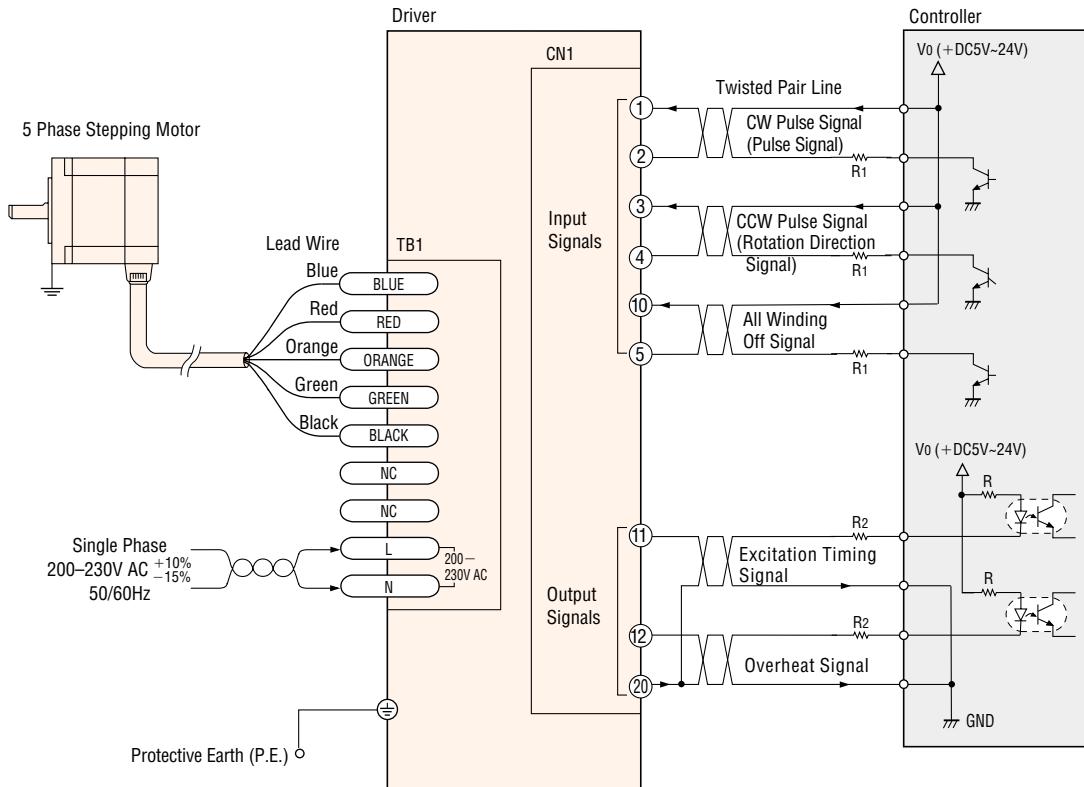 Driver
Controller
CN1
Vo (+DC5V~24V)
Twisted Pair Line
1
CW Pulse Signal
(Pulse Signal)
2
R1
5 Phase Stepping Motor
3
Input
Signals
CCW Pulse Signal
(Rotation Direction
Signal)
4
R1
Lead Wire
TB1
Blue
BLUE
10
Red
RED
All Winding
Off Signal
Orange
ORANGE
5
R1
Green
GREEN
Black
BLACK
Vo (+DC5V~24V)
NC
R
NC
11
R2
Single Phase
200–230V AC +10% −15%
50/60Hz
L
200–
230V AC
N
Excitation Timing
Signal
R
Output
Signals
12
R2
Overheat Signal
20
GND
Protective Earth (P.E.)